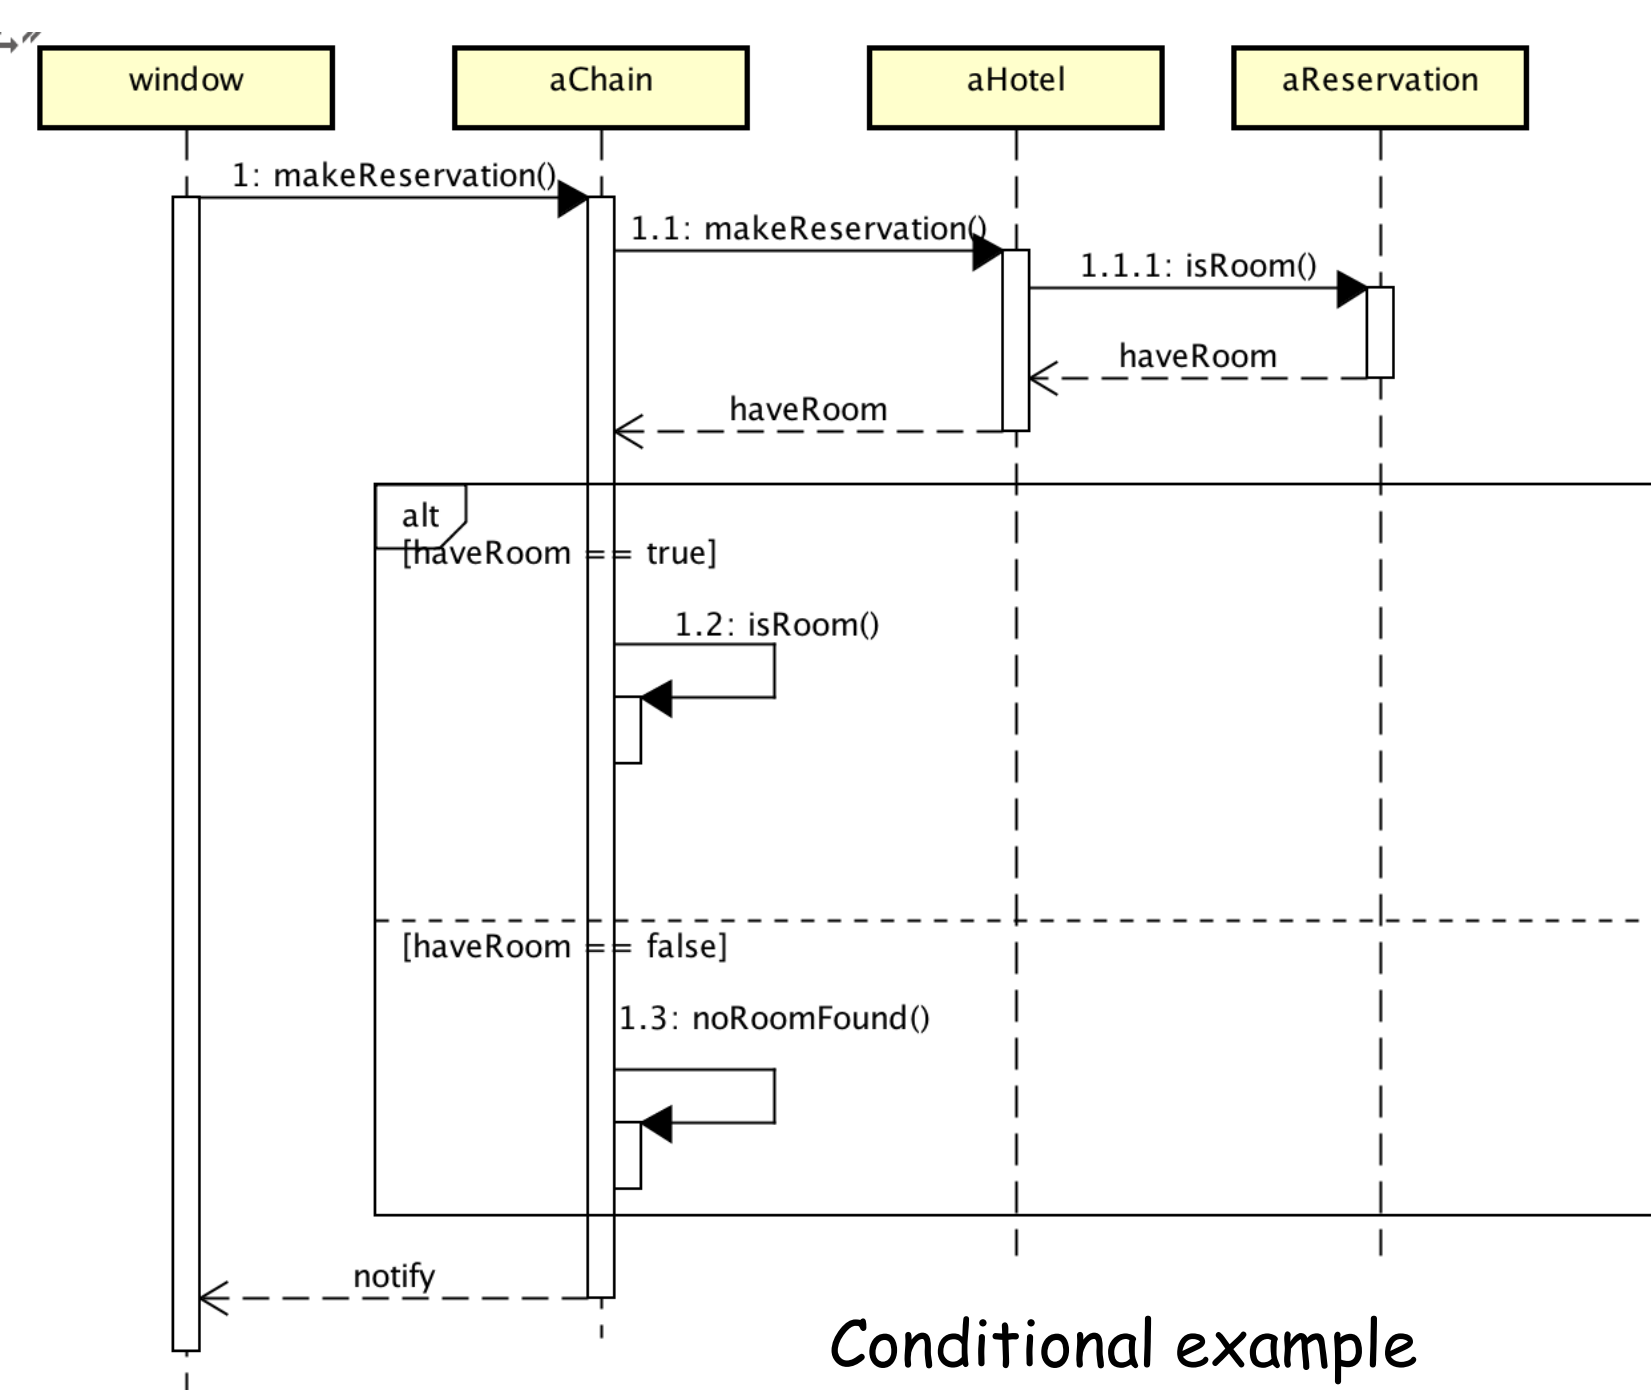 window
aChain
aHotel
aReservation
1: makeReservation()
1.1: makeReservation()
1.1.1: isRoom()
haveRoom
haveRoom
alt
[haveRoom == true]
1.2: isRoom()
[haveRoom == false]
1.3: noRoomFound()
notify
Conditional example